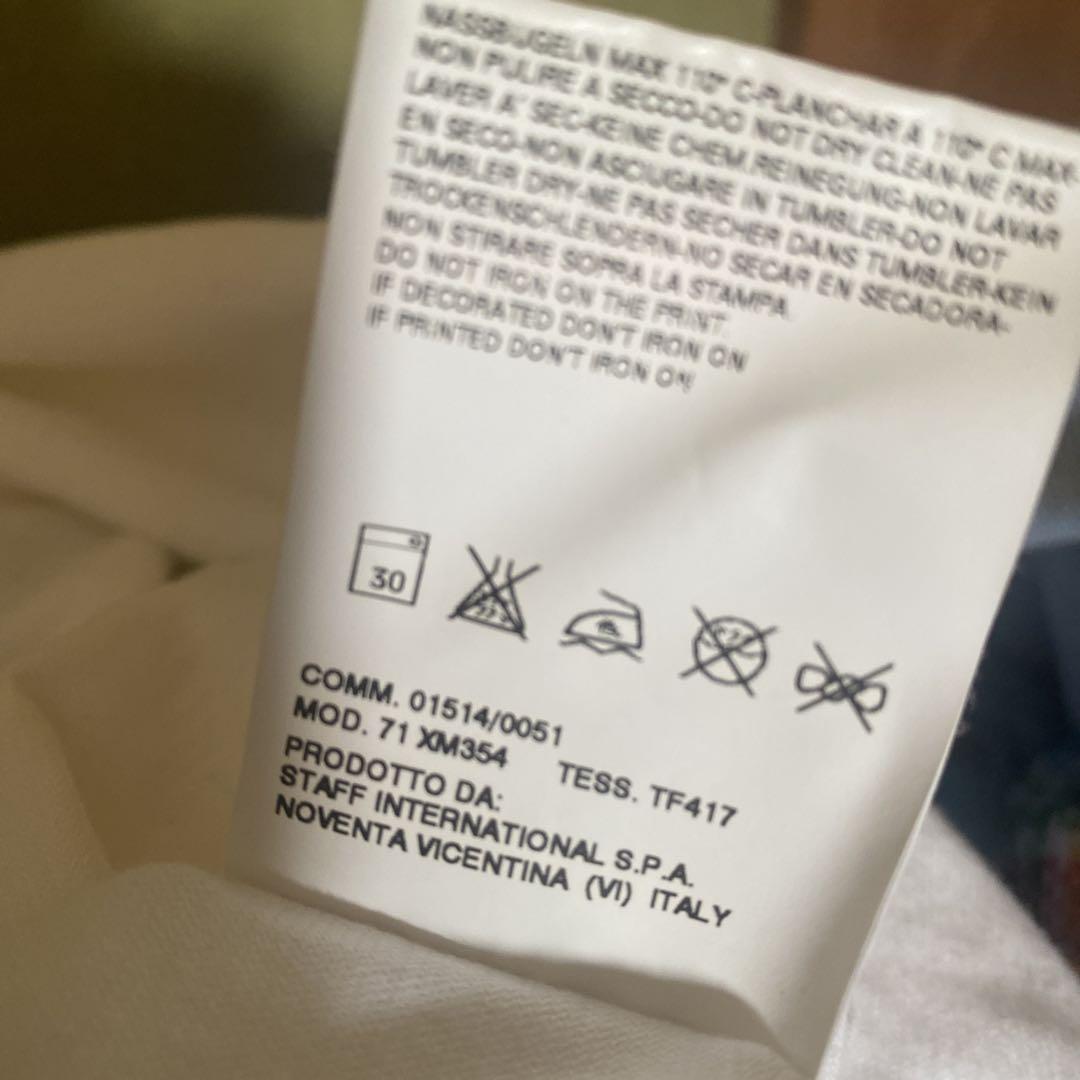 NASSBÜGELN MAX 110° C-PLANCHAR A 110° C MAX-
NON PULIRE A SECCO-DO NOT DRY CLEAN-NE PAS
LAVER A' SEC-KEINE CHEM.REINEGUNG-NON LAVAR
EN SECO-NON ASCIUGARE IN TUMBLER-DO NOT
TUMBLER DRY-NE PAS SECHER DANS TUMBLER-KEIN
TROCKENSCHLENDERN-NO SECAR EN SECADORA-
NON STIRARE SOPRA LA STAMPA.
DO NOT IRON ON THE PRINT.
IF DECORATED DON'T IRON ON
IF PRINTED DON'T IRON ON!
30
COMM. 01514/0051
MOD. 71 XM354 TESS. TF417
PRODOTTO DA:
STAFF INTERNATIONAL S.P.A.
NOVENTA VICENTINA (VI) ITALY